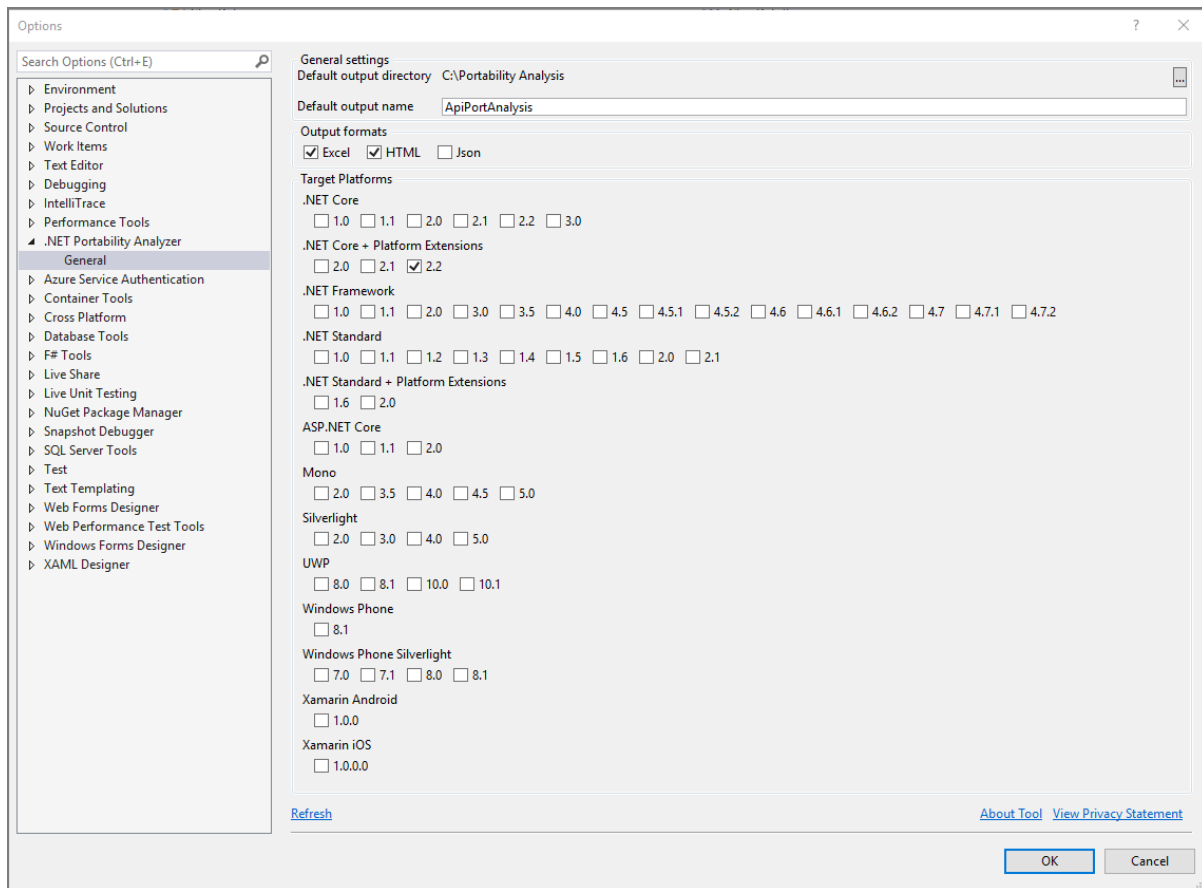 Options
Search Options (Ctrl+E)
Environment
Projects and Solutions
Source Control
Work Items
Text Editor
Debugging
IntelliTrace
Performance Tools
.NET Portability Analyzer
General
Azure Service Authentication
Container Tools
Cross Platform
Database Tools
F# Tools
Live Share
Live Unit Testing
NuGet Package Manager
Snapshot Debugger
SQL Server Tools
Test
Text Templating
Web Forms Designer
Web Performance Test Tools
Windows Forms Designer
XAML Designer
General settings
Default output directory C:\Portability Analysis ...
Default output name ApiPortAnalysis
Output formats
Excel HTML Json
Target Platforms
.NET Core
1.0 1.1 2.0 2.1 2.2 3.0
.NET Core + Platform Extensions
2.0 2.1 2.2
.NET Framework
1.0 1.1 2.0 3.0 3.5 4.0 4.5 4.5.1 4.5.2 4.6 4.6.1 4.6.2 4.7 4.7.1 4.7.2
.NET Standard
1.0 1.1 1.2 1.3 1.4 1.5 1.6 2.0 2.1
.NET Standard + Platform Extensions
1.6 2.0
ASP.NET Core
1.0 1.1 2.0
Mono
2.0 3.5 4.0 4.5 5.0
Silverlight
2.0 3.0 4.0 5.0
UWP
8.0 8.1 10.0 10.1
Windows Phone
8.1
Windows Phone Silverlight
7.0 7.1 8.0 8.1
Xamarin Android
1.0.0
Xamarin iOS
1.0.0.0
Refresh About Tool View Privacy Statement
OK Cancel